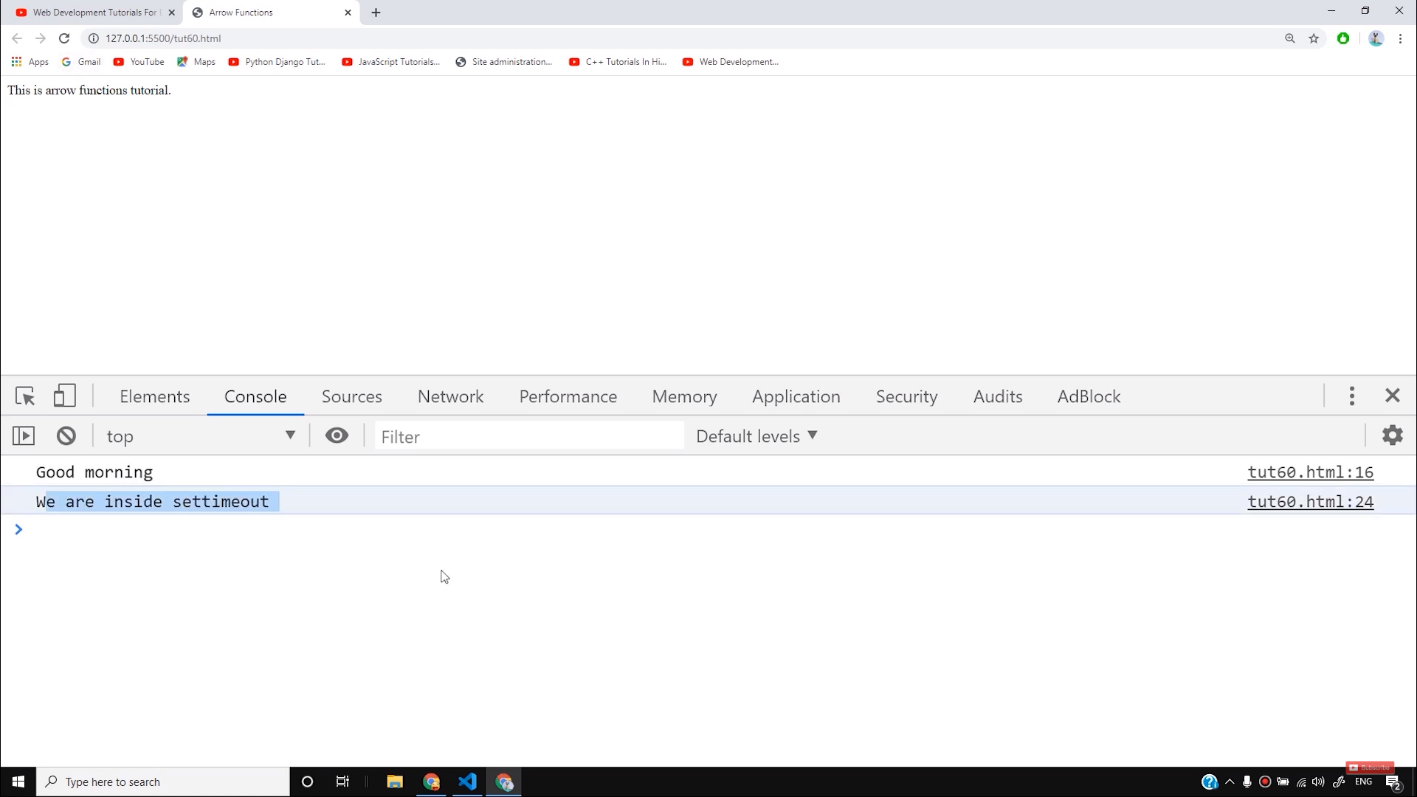 Web Development Tutorials For
Arrow Functions
127.0.0.1:5500/tut60.html
Apps Gmail YouTube Maps Python Django Tut... JavaScript Tutorials... Site administration... C++ Tutorials In Hi... Web Development...
This is arrow functions tutorial.
Elements Console Sources Network Performance Memory Application Security Audits AdBlock
top Filter Default levels
Good morning tut60.html:16
We are inside settimeout tut60.html:24
Subscribe
Type here to search ENG 2